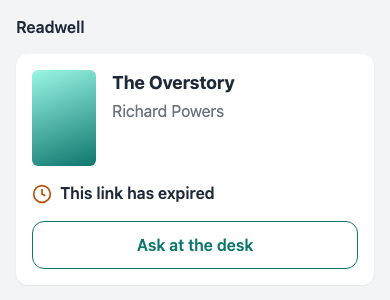 Readwell
The Overstory
Richard Powers
This link has expired
Ask at the desk